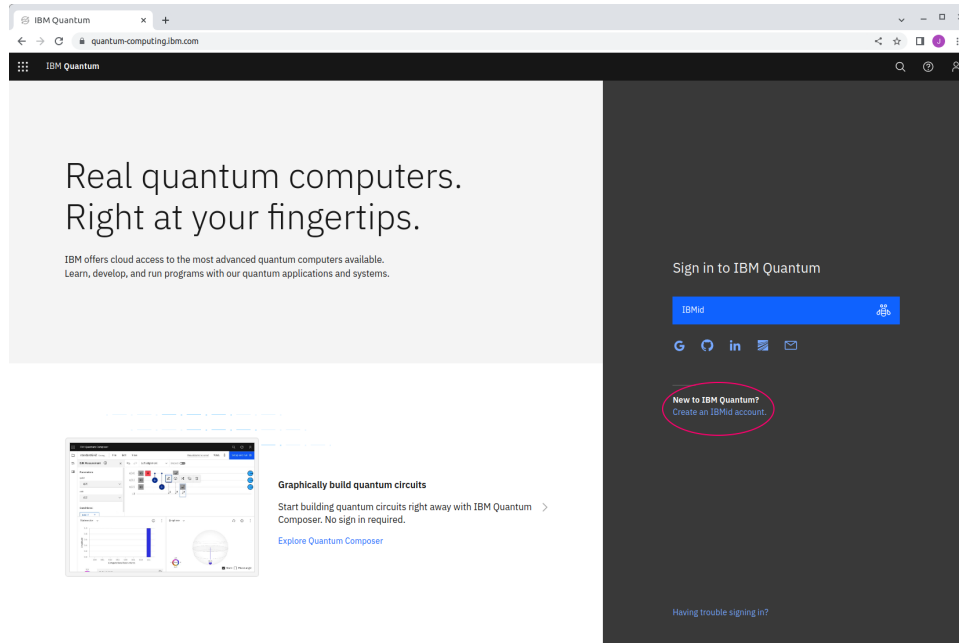 IBM Quantum
quantum-computing.ibm.com
J
IBM Quantum
Real quantum computers.
Right at your fingertips.
IBM offers cloud access to the most advanced quantum computers available.
Learn, develop, and run programs with our quantum applications and systems.
Sign in to IBM Quantum
IBMid
New to IBM Quantum?
Create an IBMid account.
Graphically build quantum circuits
Start building quantum circuits right away with IBM Quantum
Composer. No sign in required.
Explore Quantum Composer
Having trouble signing in?